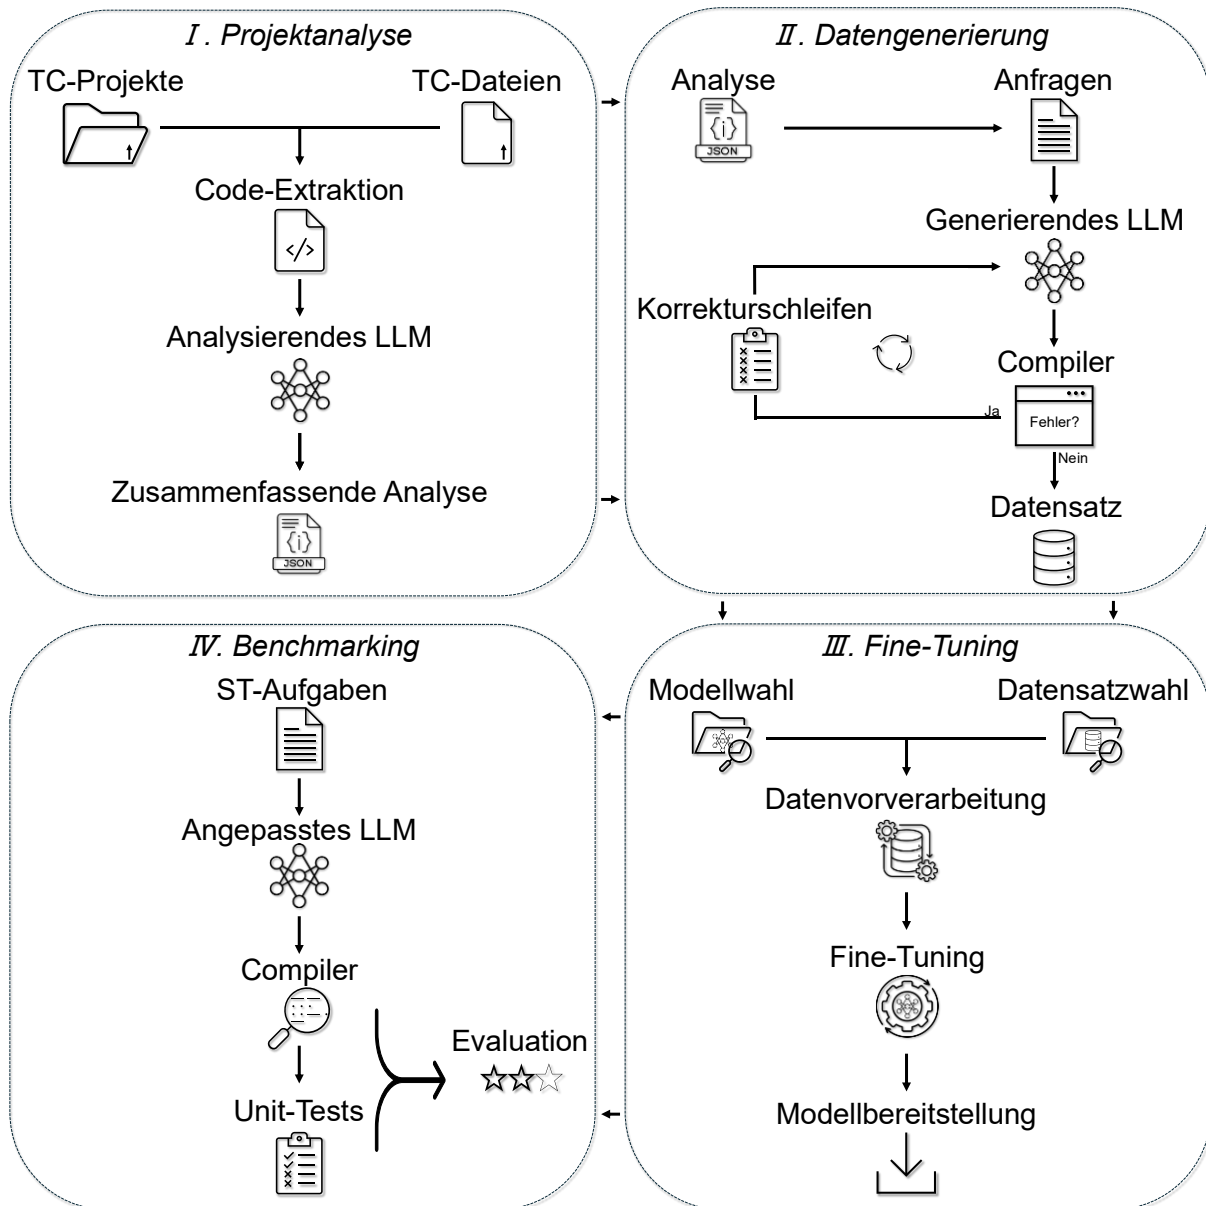 Ⅰ. Projektanalyse
TC-Projekte
TC-Dateien
Code-Extraktion
</>
Analysierendes LLM
Zusammenfassende Analyse
{i}
JSON
Ⅱ. Datengenerierung
Analyse
{i}
JSON
Anfragen
Generierendes LLM
Korrekturschleifen
Compiler
Ja
Fehler?
Nein
Datensatz
Ⅲ. Fine-Tuning
Modellwahl
Datensatzwahl
Datenvorverarbeitung
Fine-Tuning
Modellbereitstellung
Ⅳ. Benchmarking
ST-Aufgaben
Angepasstes LLM
Compiler
Unit-Tests
Evaluation